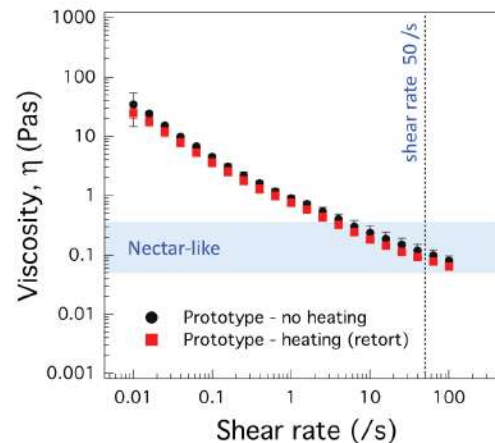 1000
100
10
1
0.1
0.01
0.001
Viscosity, η (Pas)
shear rate 50 /s
Nectar-like
Prototype - no heating
Prototype - heating (retort)
0.01 0.1 1 10 100
Shear rate (/s)